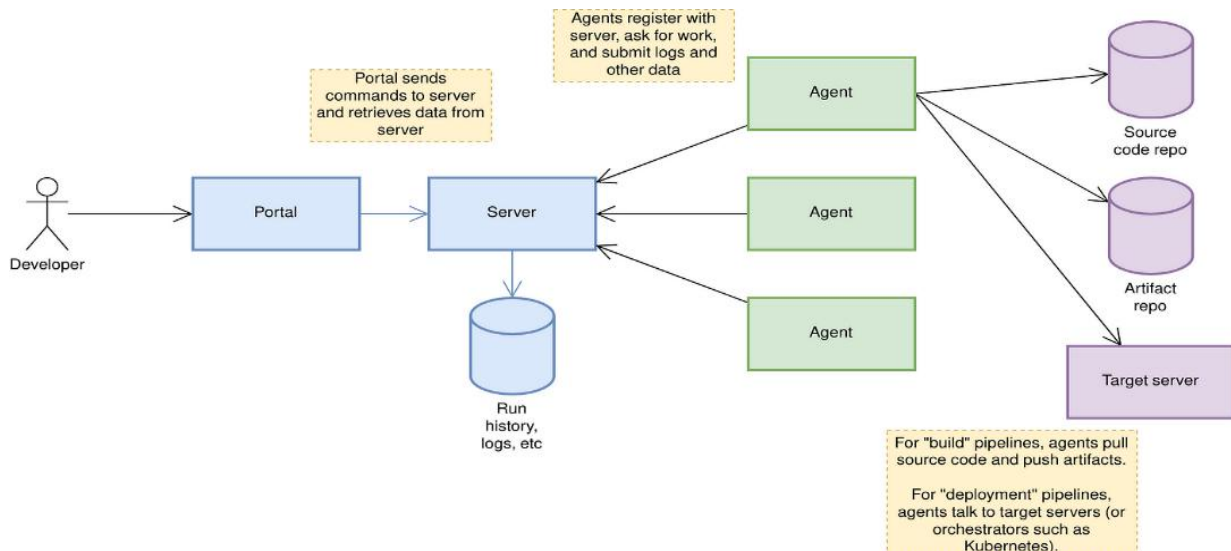 Agents register with
server, ask for work,
and submit logs and
other data
Portal sends
commands to server
and retrieves data from
server
Agent
Source
code repo
Developer
Portal
Server
Agent
Artifact
repo
Agent
Run
history,
logs, etc
Target server
For "build" pipelines, agents pull
source code and push artifacts.
For "deployment" pipelines,
agents talk to target servers (or
orchestrators such as
Kubernetes).